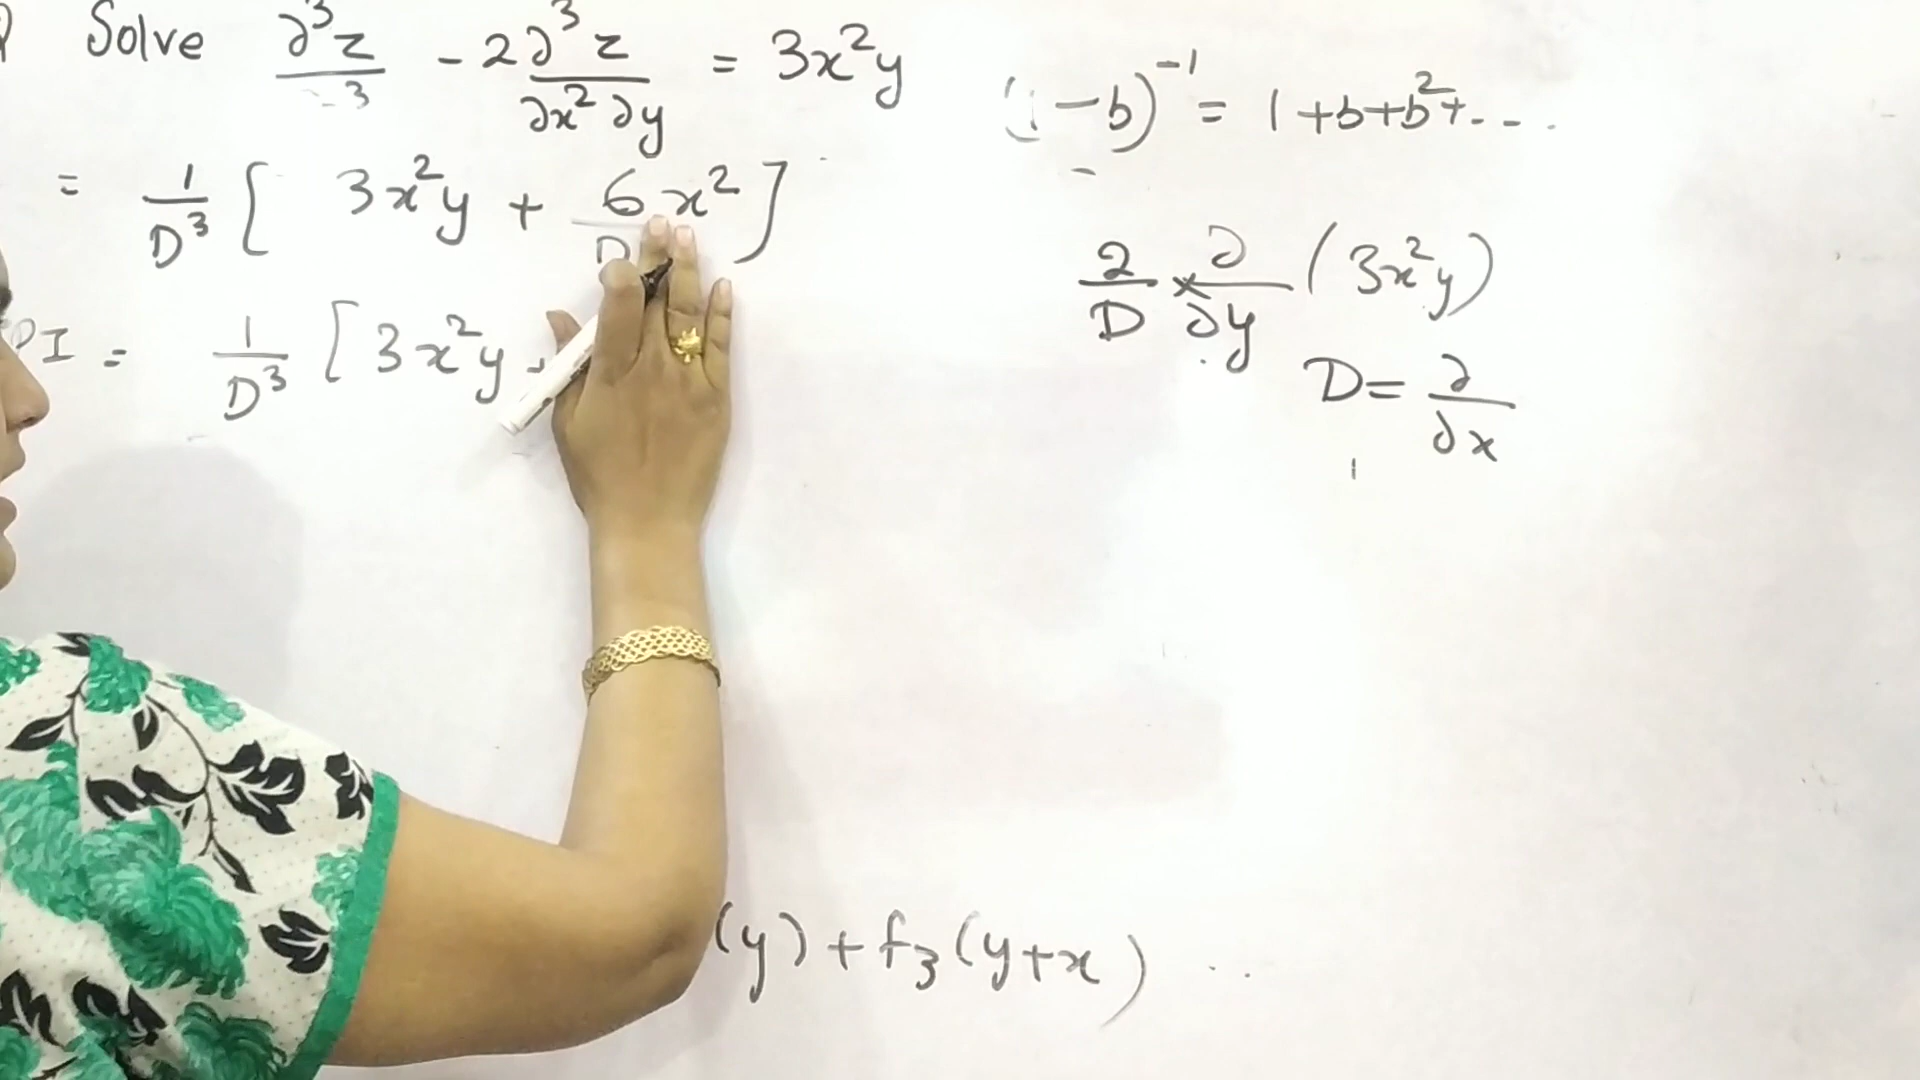 Solve ∂³z/∂x³ - 2∂³z/∂x²∂y = 3x²y
= 1/D³ [ 3x²y + 6x²/D ]
PI = 1/D³ [ 3x²y
(1-b)⁻¹ = 1+b+b²+...
2/D × ∂/∂y (3x²y)
D = ∂/∂x
(y) + f₃(y+x)